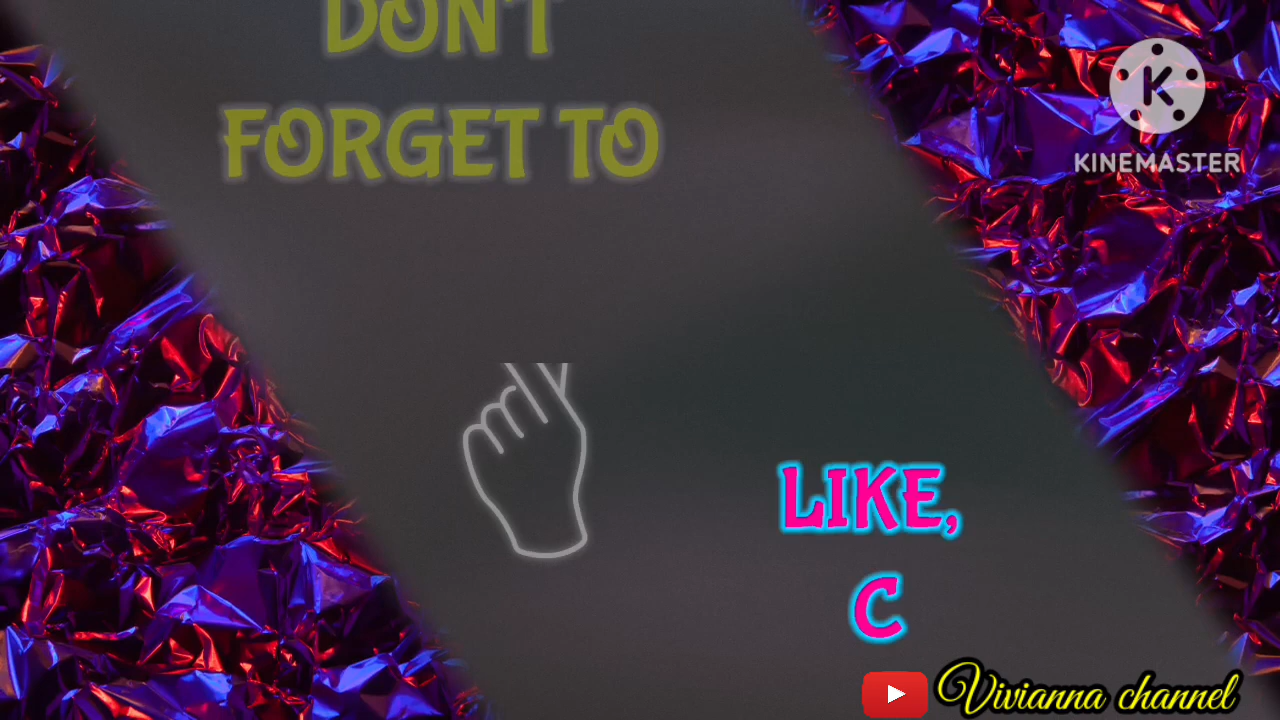 DON'T
FORGET TO
K
KINEMASTER
LIKE,
C
Vivianna channel